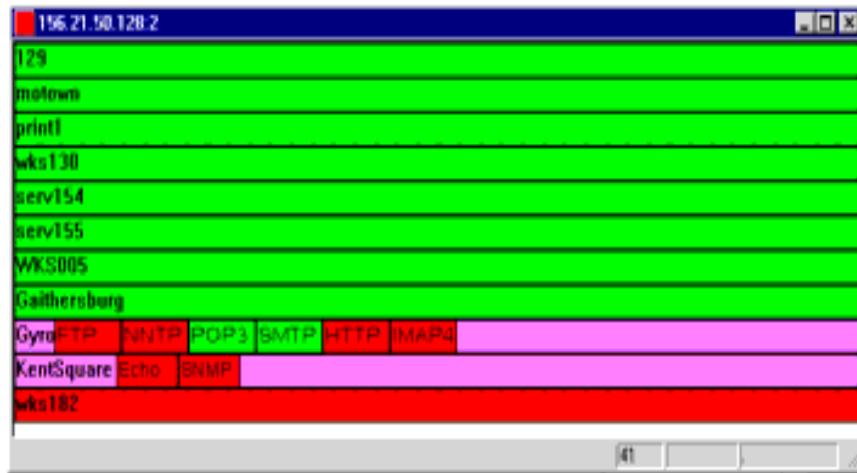 156.21.50.128:2
129
motown
print1
wks130
serv154
serv155
WKS005
Gaithersburg
Gyro FTP NNTP POP3 SMTP HTTP IMAP4
KentSquare Echo SNMP
wks182
41